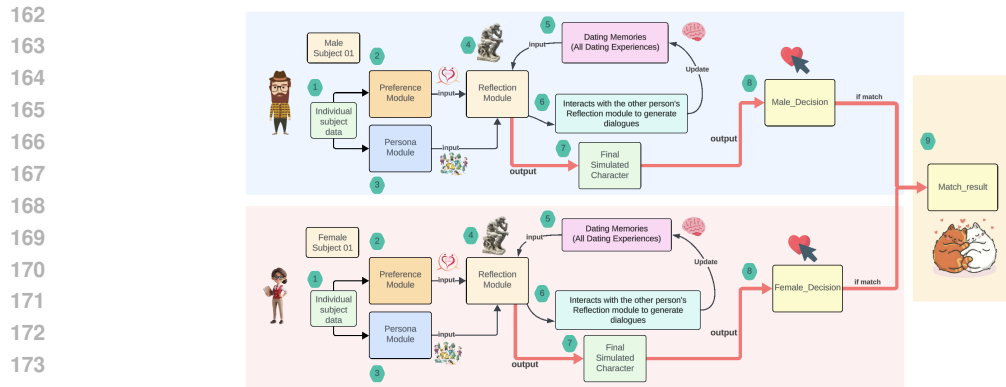 162
163
164
165
166
167
168
169
170
171
172
173
Male
Subject 01
1
Individual
subject
data
2
Preference
Module
input
Persona
Module
3
input
4
Reflection
Module
5
input
Dating Memories
(All Dating Experiences)
Update
6
Interacts with the other person's
Reflection module to generate
dialogues
output
7
Final
Simulated
Character
output
8
Male_Decision
if match
9
Match_result
Female
Subject 01
1
Individual
subject
data
2
Preference
Module
input
Persona
Module
3
input
4
Reflection
Module
5
input
Dating Memories
(All Dating Experiences)
Update
6
Interacts with the other person's
Reflection module to generate
dialogues
output
7
Final
Simulated
Character
output
8
Female_Decision
if match